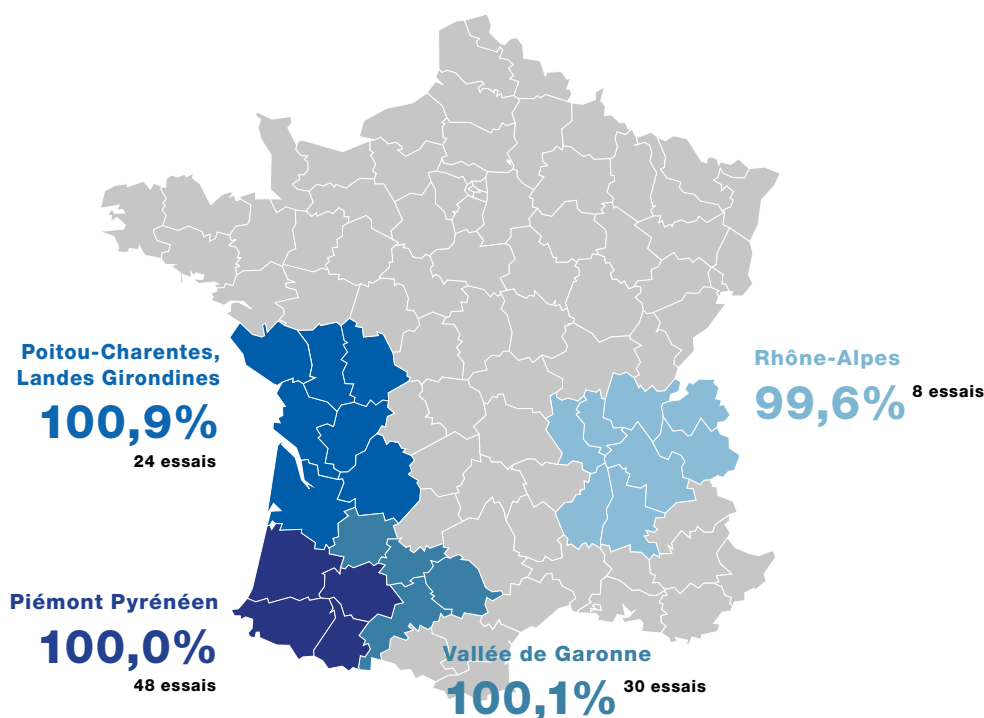 Poitou-Charentes,
Landes Girondines
100,9%
24 essais
Rhône-Alpes
99,6% 8 essais
Piémont Pyrénéen
100,0%
48 essais
Vallée de Garonne
100,1% 30 essais